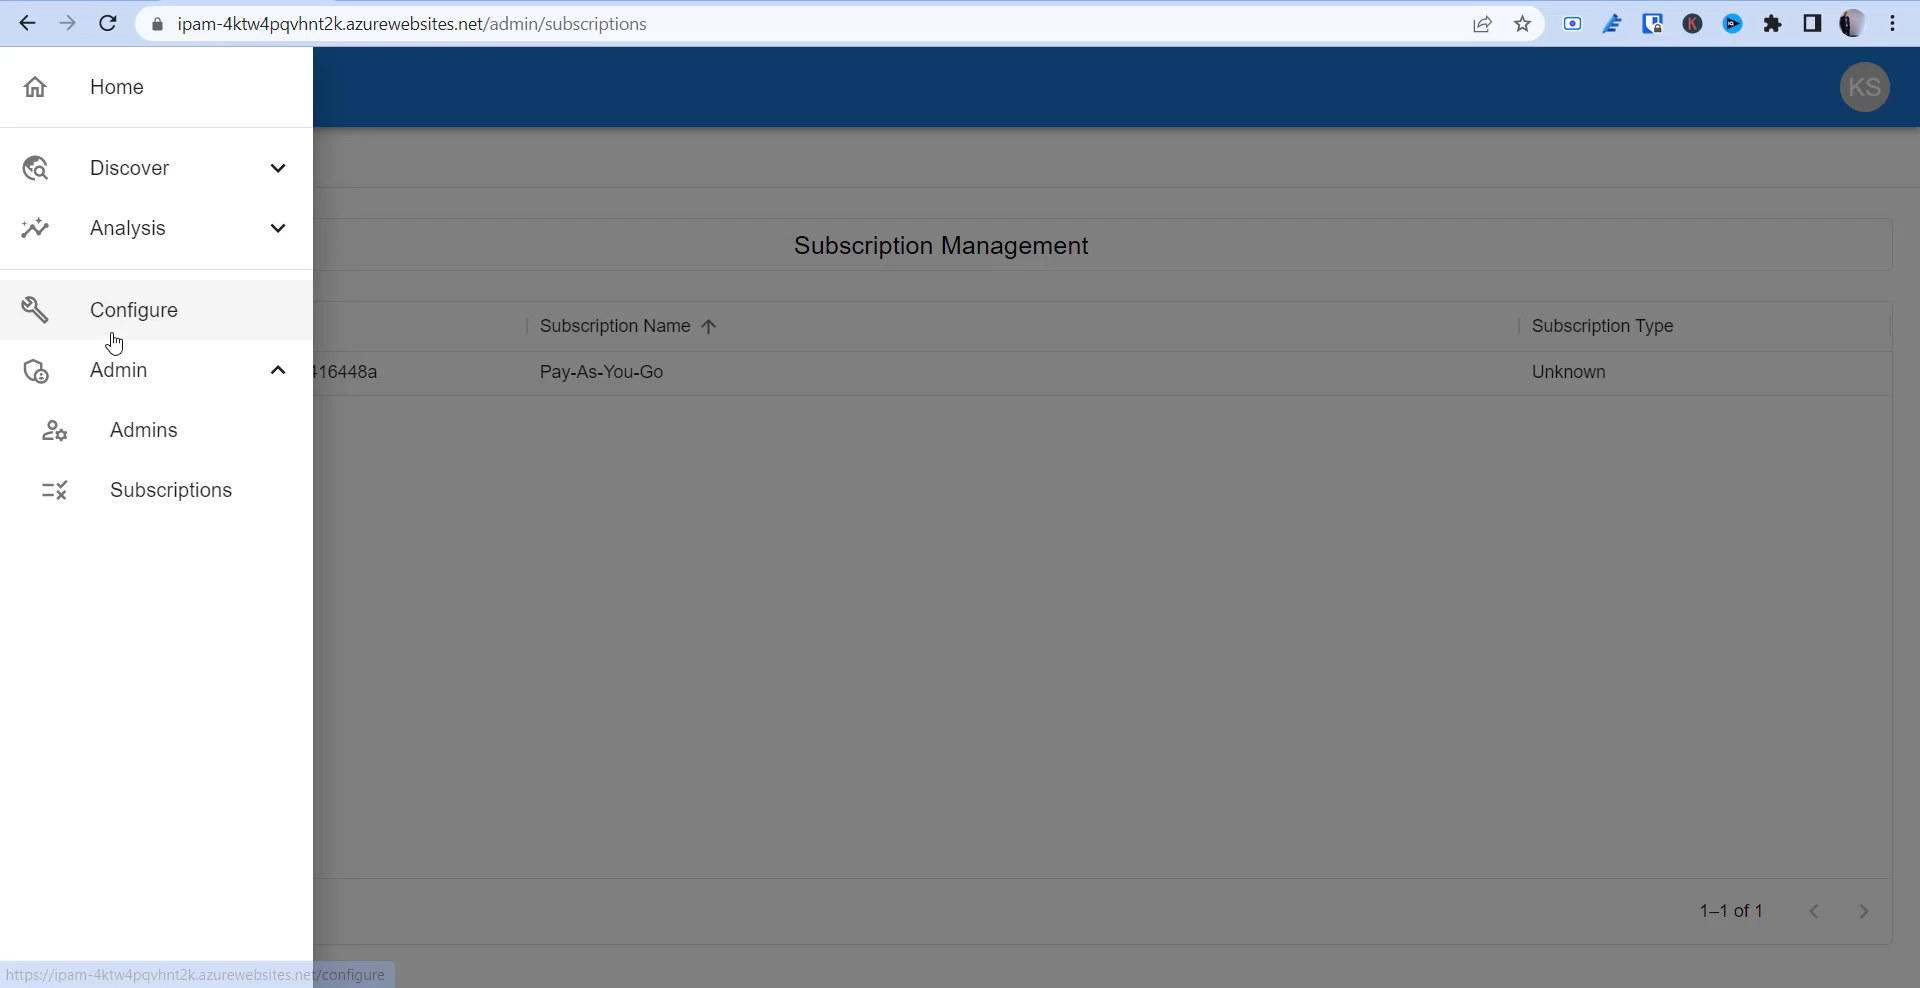 ipam-4ktw4pqvhnt2k.azurewebsites.net/admin/subscriptions
Home
KS
Discover
Analysis
Subscription Management
Configure
Subscription Name
Subscription Type
Admin
416448a
Pay-As-You-Go
Unknown
Admins
Subscriptions
1–1 of 1
https://ipam-4ktw4pqvhnt2k.azurewebsites.net/configure